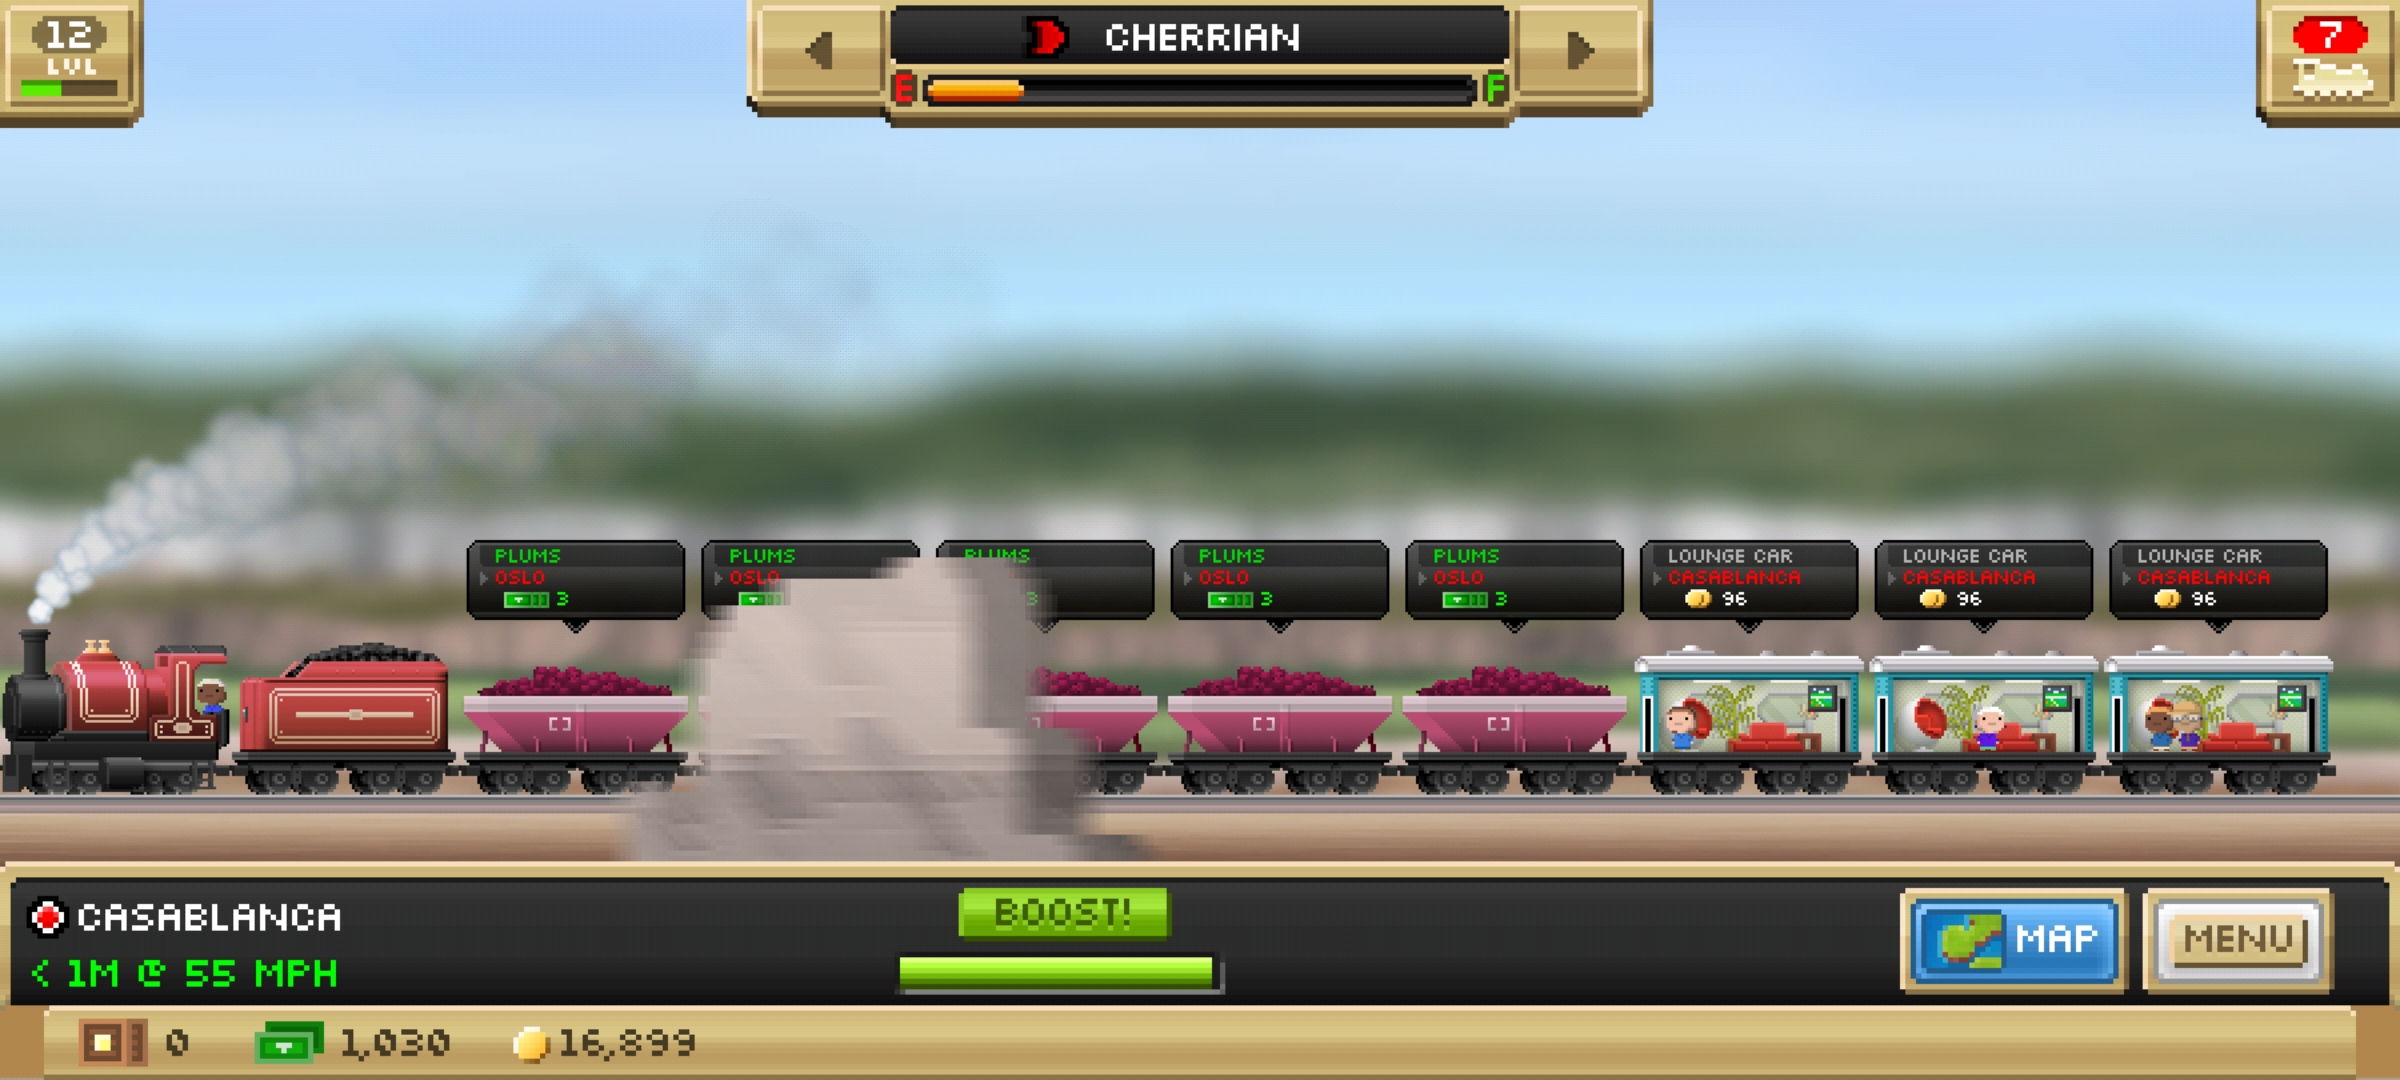 12
LVL
CHERRIAN
E F
7
PLUMS
OSLO
3
PLUMS
OSLO
PLUMS
3
PLUMS
OSLO
3
PLUMS
OSLO
3
LOUNGE CAR
CASABLANCA
96
LOUNGE CAR
CASABLANCA
96
LOUNGE CAR
CASABLANCA
96
CASABLANCA
< 1M @ 55 MPH
BOOST!
MAP
MENU
0 1,030 16,899